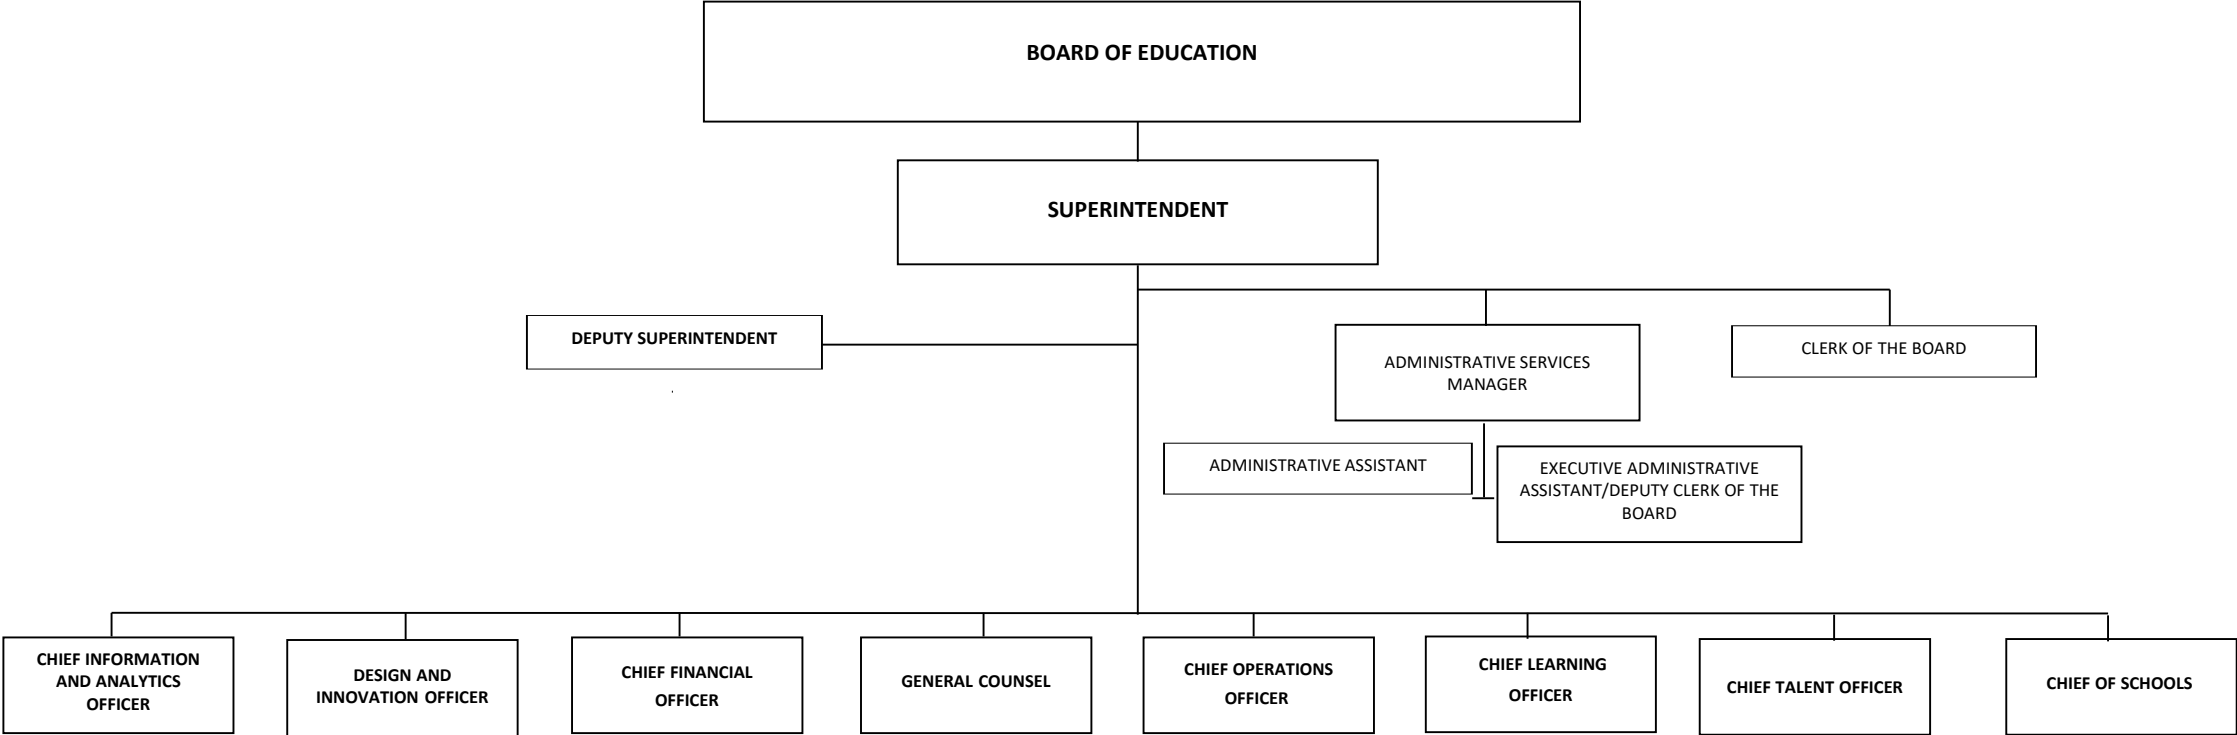 BOARD OF EDUCATION
SUPERINTENDENT
DEPUTY SUPERINTENDENT
ADMINISTRATIVE SERVICES
MANAGER
CLERK OF THE BOARD
ADMINISTRATIVE ASSISTANT
EXECUTIVE ADMINISTRATIVE
ASSISTANT/DEPUTY CLERK OF THE
BOARD
CHIEF INFORMATION
AND ANALYTICS
OFFICER
DESIGN AND
INNOVATION OFFICER
CHIEF FINANCIAL
OFFICER
GENERAL COUNSEL
CHIEF OPERATIONS
OFFICER
CHIEF LEARNING
OFFICER
CHIEF TALENT OFFICER
CHIEF OF SCHOOLS